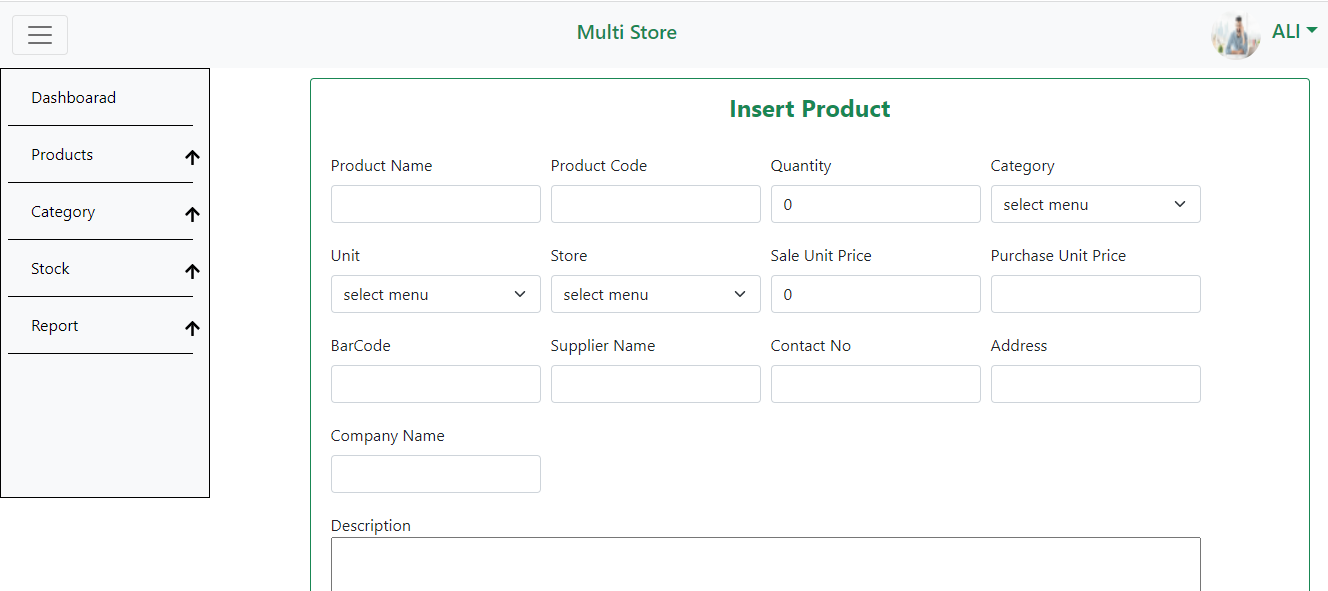 Multi Store
ALI
Dashboarad
Products
Category
Stock
Report
Insert Product
Product Name Product Code Quantity Category
0 select menu
Unit Store Sale Unit Price Purchase Unit Price
select menu select menu 0
BarCode Supplier Name Contact No Address
Company Name
Description